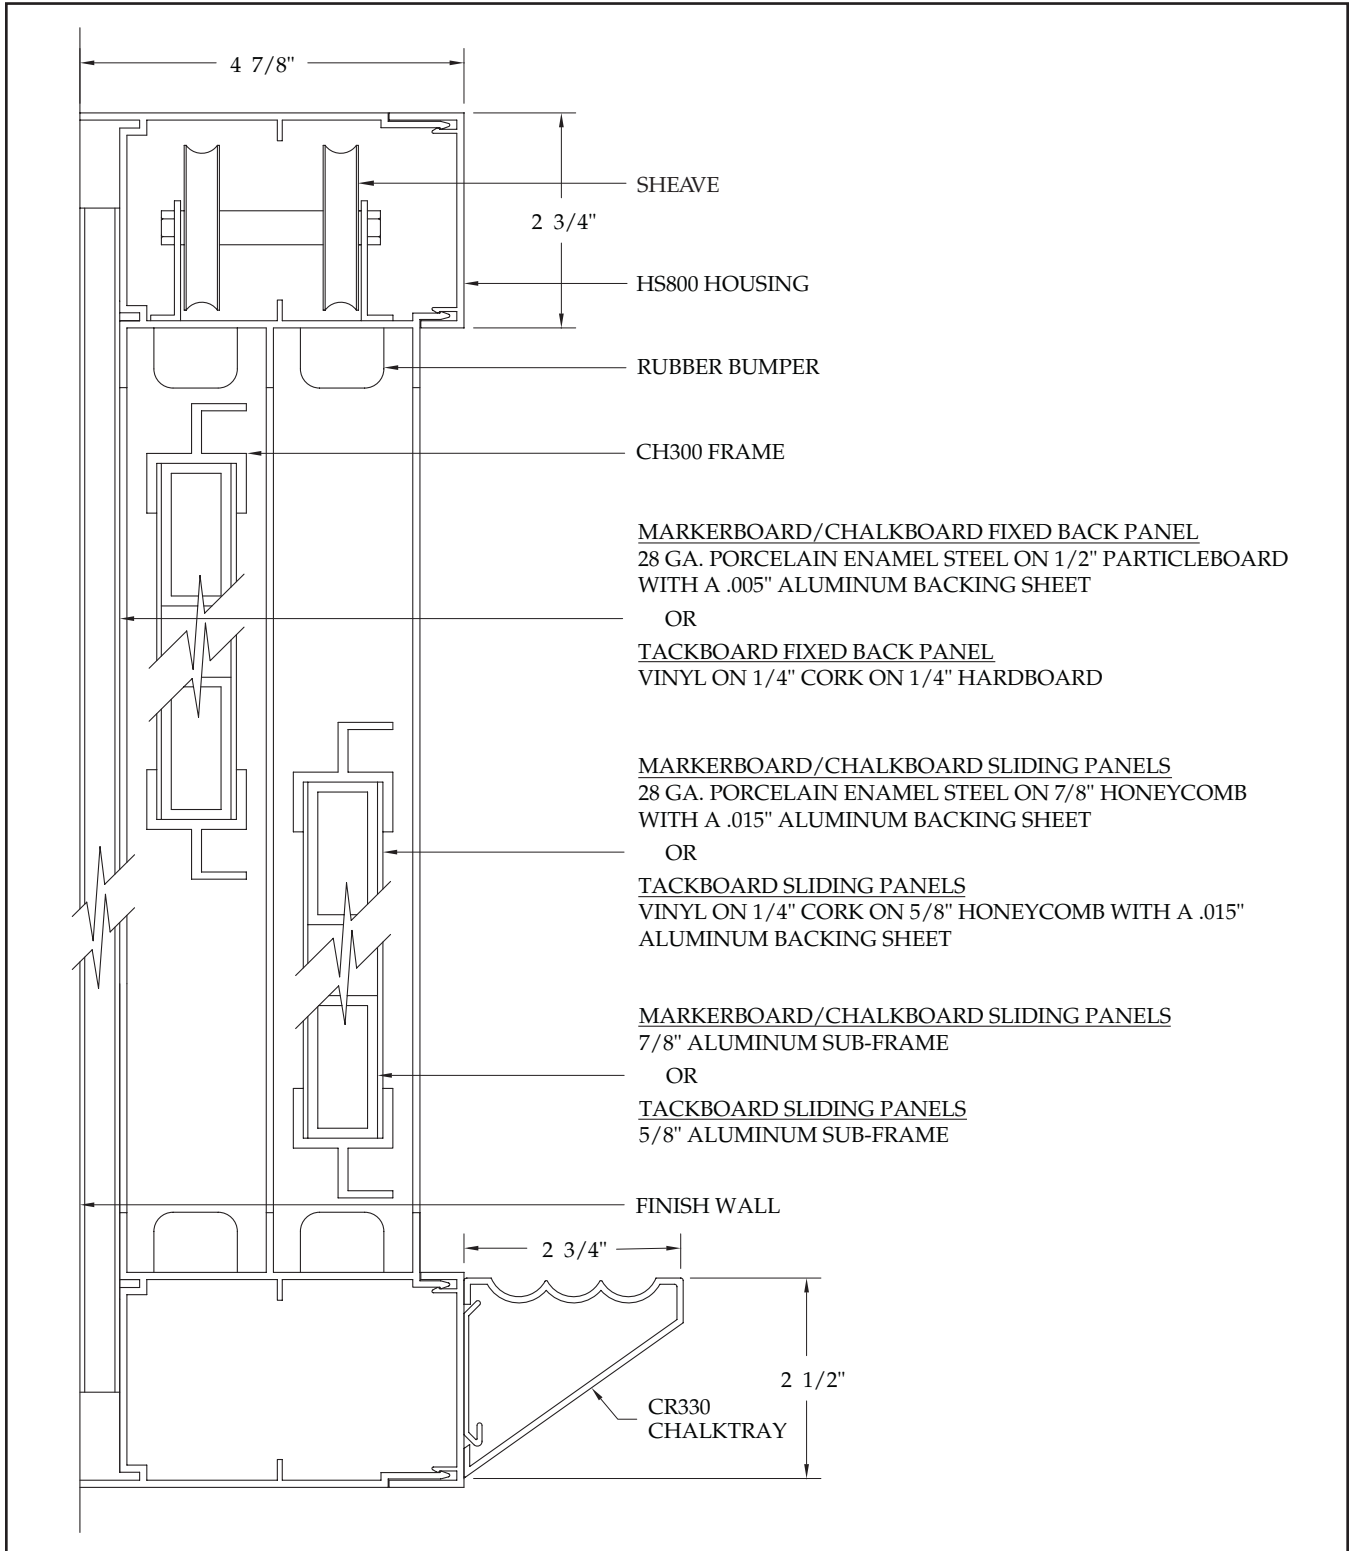 4 7/8"
SHEAVE
2 3/4"
HS800 HOUSING
RUBBER BUMPER
CH300 FRAME
MARKERBOARD/CHALKBOARD FIXED BACK PANEL
28 GA. PORCELAIN ENAMEL STEEL ON 1/2" PARTICLEBOARD
WITH A .005" ALUMINUM BACKING SHEET
OR
TACKBOARD FIXED BACK PANEL
VINYL ON 1/4" CORK ON 1/4" HARDBOARD
MARKERBOARD/CHALKBOARD SLIDING PANELS
28 GA. PORCELAIN ENAMEL STEEL ON 7/8" HONEYCOMB
WITH A .015" ALUMINUM BACKING SHEET
OR
TACKBOARD SLIDING PANELS
VINYL ON 1/4" CORK ON 5/8" HONEYCOMB WITH A .015"
ALUMINUM BACKING SHEET
MARKERBOARD/CHALKBOARD SLIDING PANELS
7/8" ALUMINUM SUB-FRAME
OR
TACKBOARD SLIDING PANELS
5/8" ALUMINUM SUB-FRAME
FINISH WALL
2 3/4"
2 1/2"
CR330
CHALKTRAY